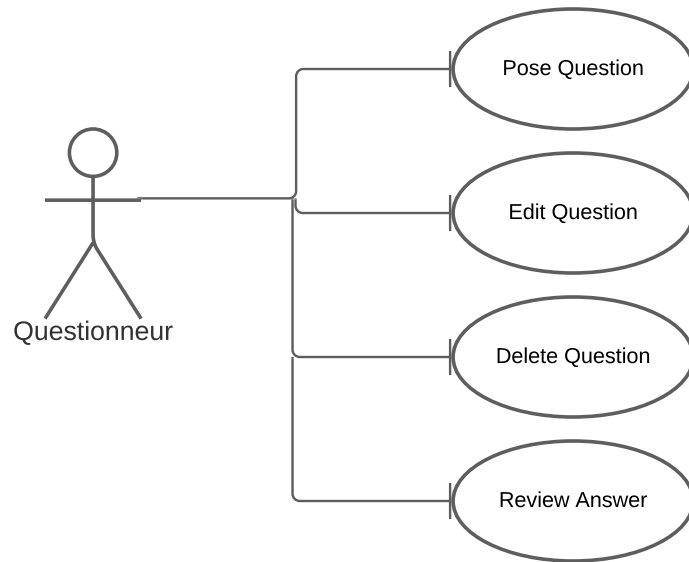 Pose Question
Edit Question
Questionneur
Delete Question
Review Answer